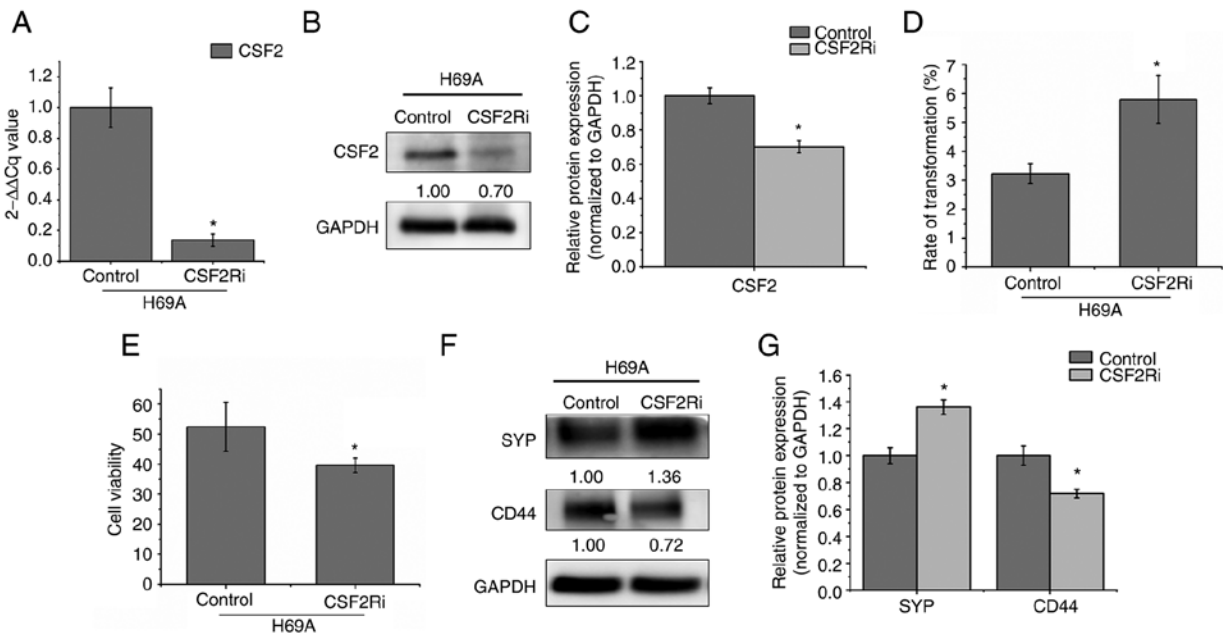 A
CSF2
2-ΔΔCq value
1.2
1.0
0.8
0.6
0.4
0.2
0.0
*
Control CSF2Ri
H69A
B
H69A
Control CSF2Ri
CSF2
1.00 0.70
GAPDH
C
Control
CSF2Ri
Relative protein expression
(normalized to GAPDH)
1.2
1.0
0.8
0.6
0.4
0.2
0.0
*
CSF2
D
Rate of transformation (%)
7
6
5
4
3
2
1
0
*
Control CSF2Ri
H69A
E
Cell viability
60
50
40
30
20
10
0
*
Control CSF2Ri
H69A
F
H69A
Control CSF2Ri
SYP
1.00 1.36
CD44
1.00 0.72
GAPDH
G
Control
CSF2Ri
Relative protein expression
(normalized to GAPDH)
1.6
1.4
1.2
1.0
0.8
0.6
0.4
0.2
0.0
*
*
SYP CD44